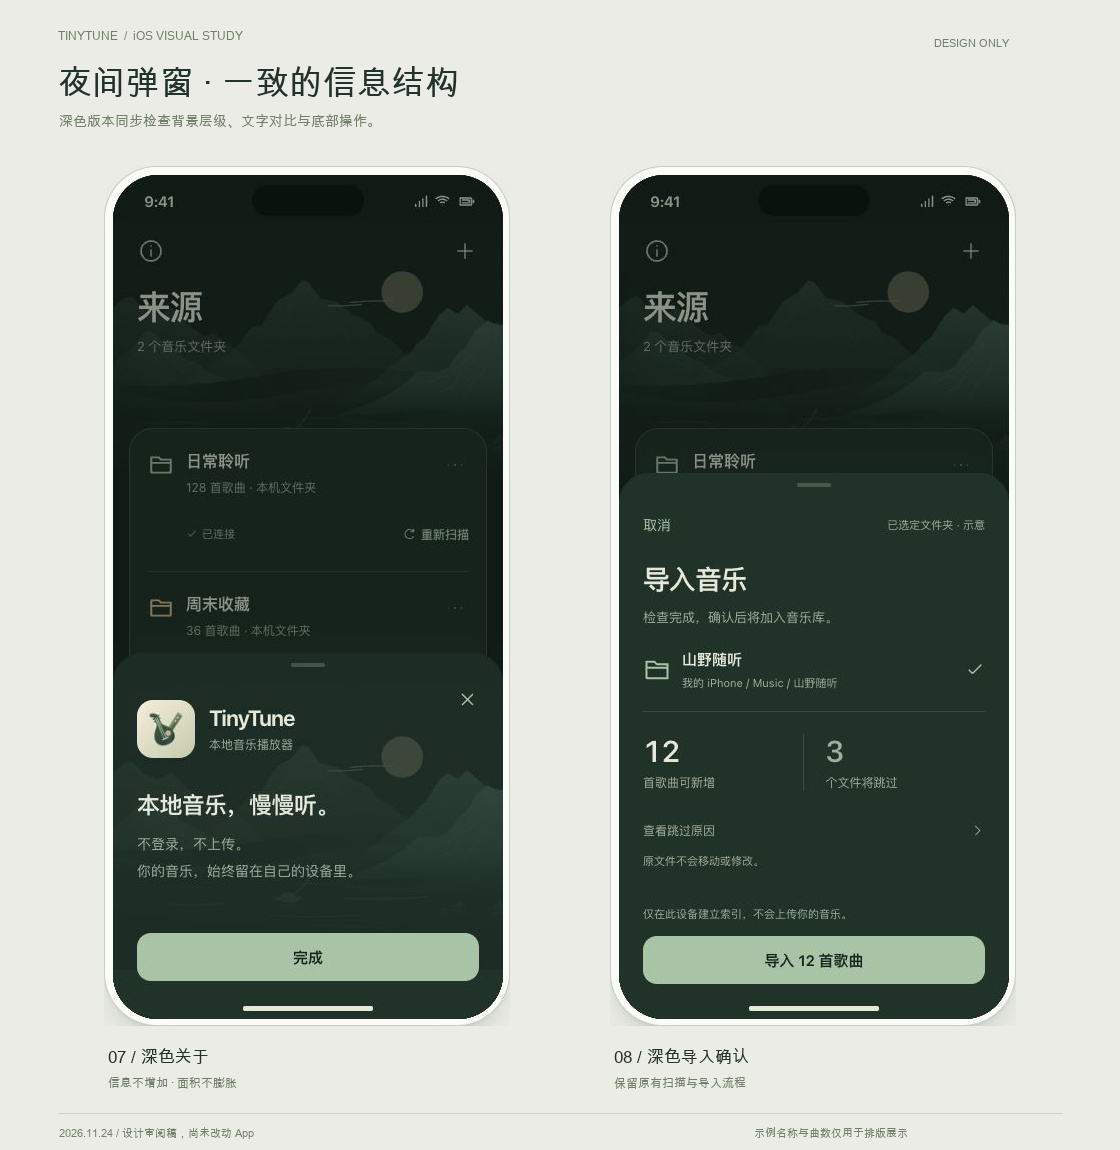 TINYTUNE / iOS VISUAL STUDY
DESIGN ONLY
夜间弹窗 · 一致的信息结构
深色版本同步检查背景层级、文字对比与底部操作。
9:41
来源
2 个音乐文件夹
日常聆听
128 首歌曲 · 本机文件夹
已连接
重新扫描
周末收藏
36 首歌曲 · 本机文件夹
TinyTune
本地音乐播放器
本地音乐，慢慢听。
不登录，不上传。
你的音乐，始终留在自己的设备里。
完成
07 / 深色关于
信息不增加 · 面积不膨胀
9:41
来源
2 个音乐文件夹
日常聆听
取消
已选定文件夹 · 示意
导入音乐
检查完成，确认后将加入音乐库。
山野随听
我的 iPhone / Music / 山野随听
12
首歌曲可新增
3
个文件将跳过
查看跳过原因
原文件不会移动或修改。
仅在此设备建立索引，不会上传你的音乐。
导入 12 首歌曲
08 / 深色导入确认
保留原有扫描与导入流程
2026.11.24 / 设计审阅稿，尚未改动 App
示例名称与曲数仅用于排版展示